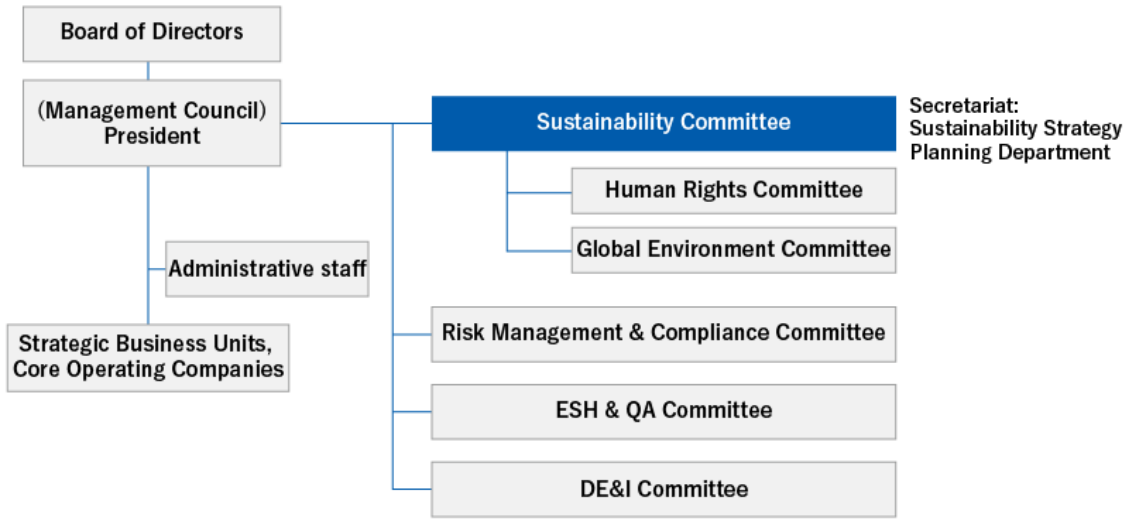 Board of Directors
(Management Council)
President
Sustainability Committee
Secretariat:
Sustainability Strategy
Planning Department
Human Rights Committee
Global Environment Committee
Administrative staff
Strategic Business Units,
Core Operating Companies
Risk Management & Compliance Committee
ESH & QA Committee
DE&I Committee